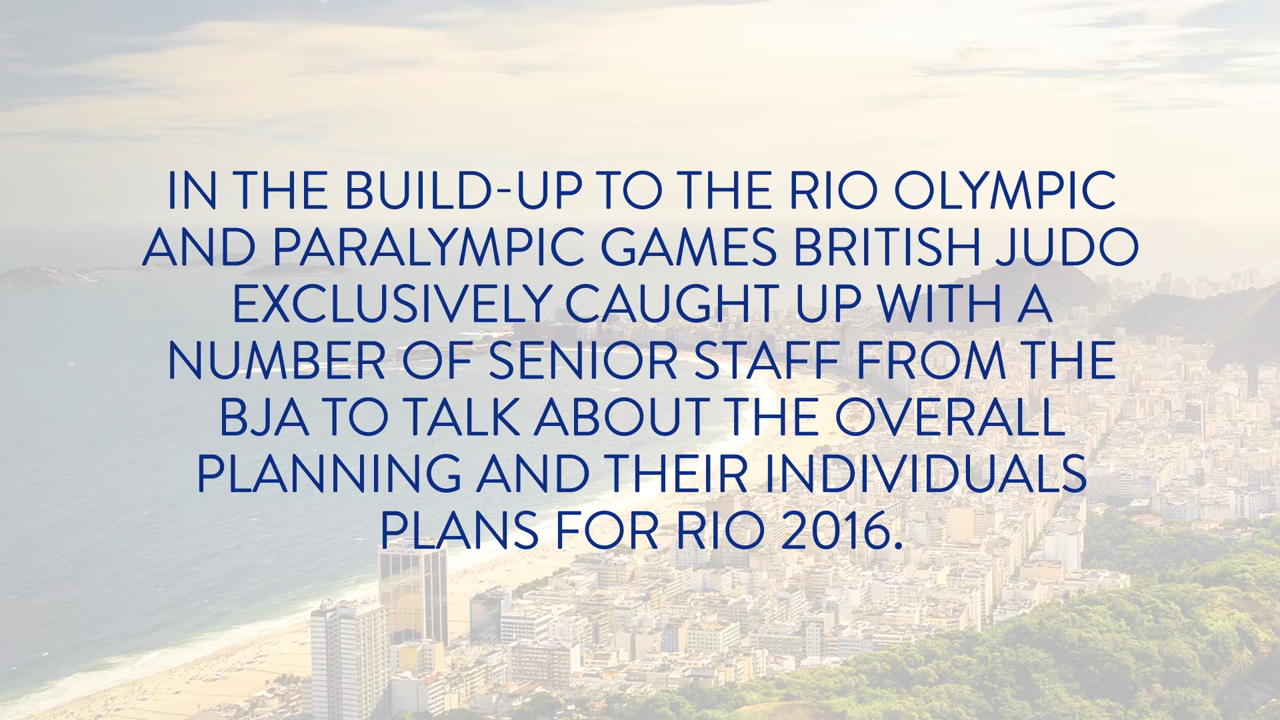 IN THE BUILD-UP TO THE RIO OLYMPIC
AND PARALYMPIC GAMES BRITISH JUDO
EXCLUSIVELY CAUGHT UP WITH A
NUMBER OF SENIOR STAFF FROM THE
BJA TO TALK ABOUT THE OVERALL
PLANNING AND THEIR INDIVIDUALS
PLANS FOR RIO 2016.